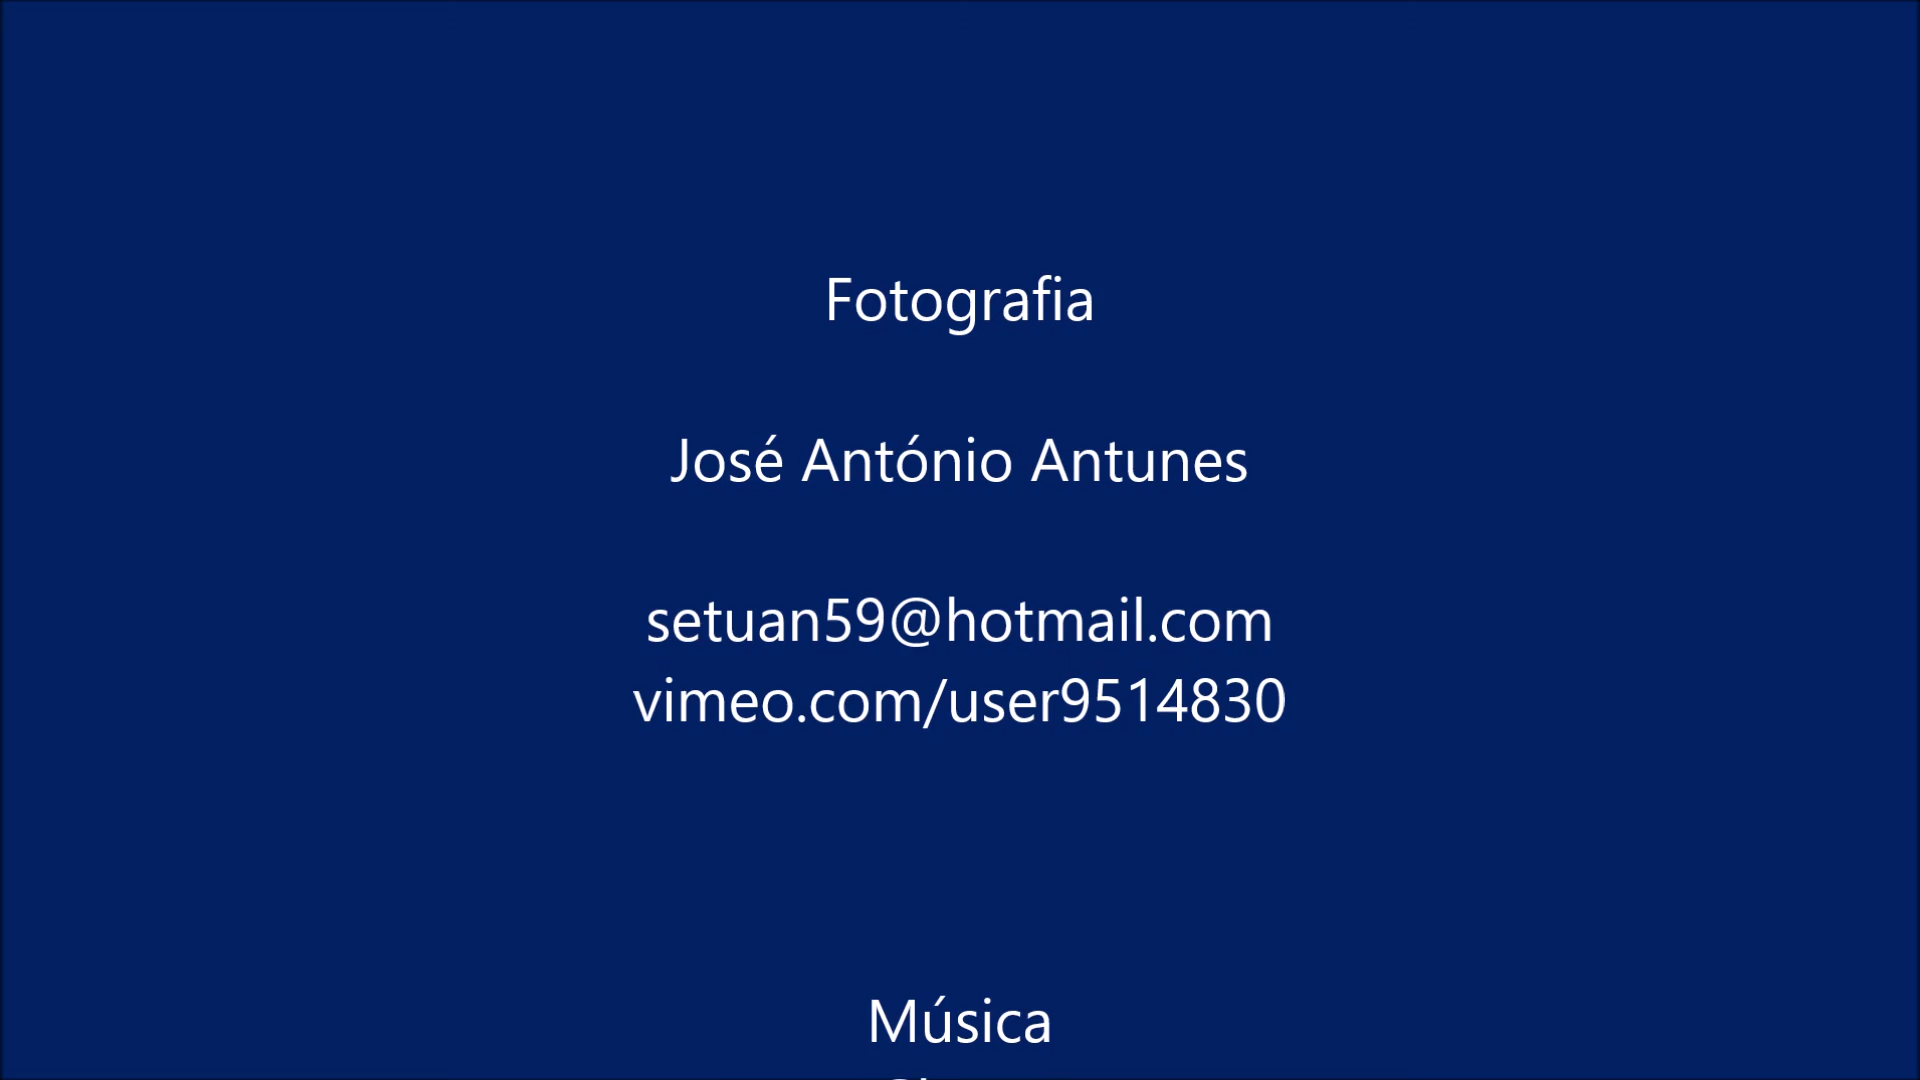 Fotografia
José António Antunes
setuan59@hotmail.com
vimeo.com/user9514830
Música